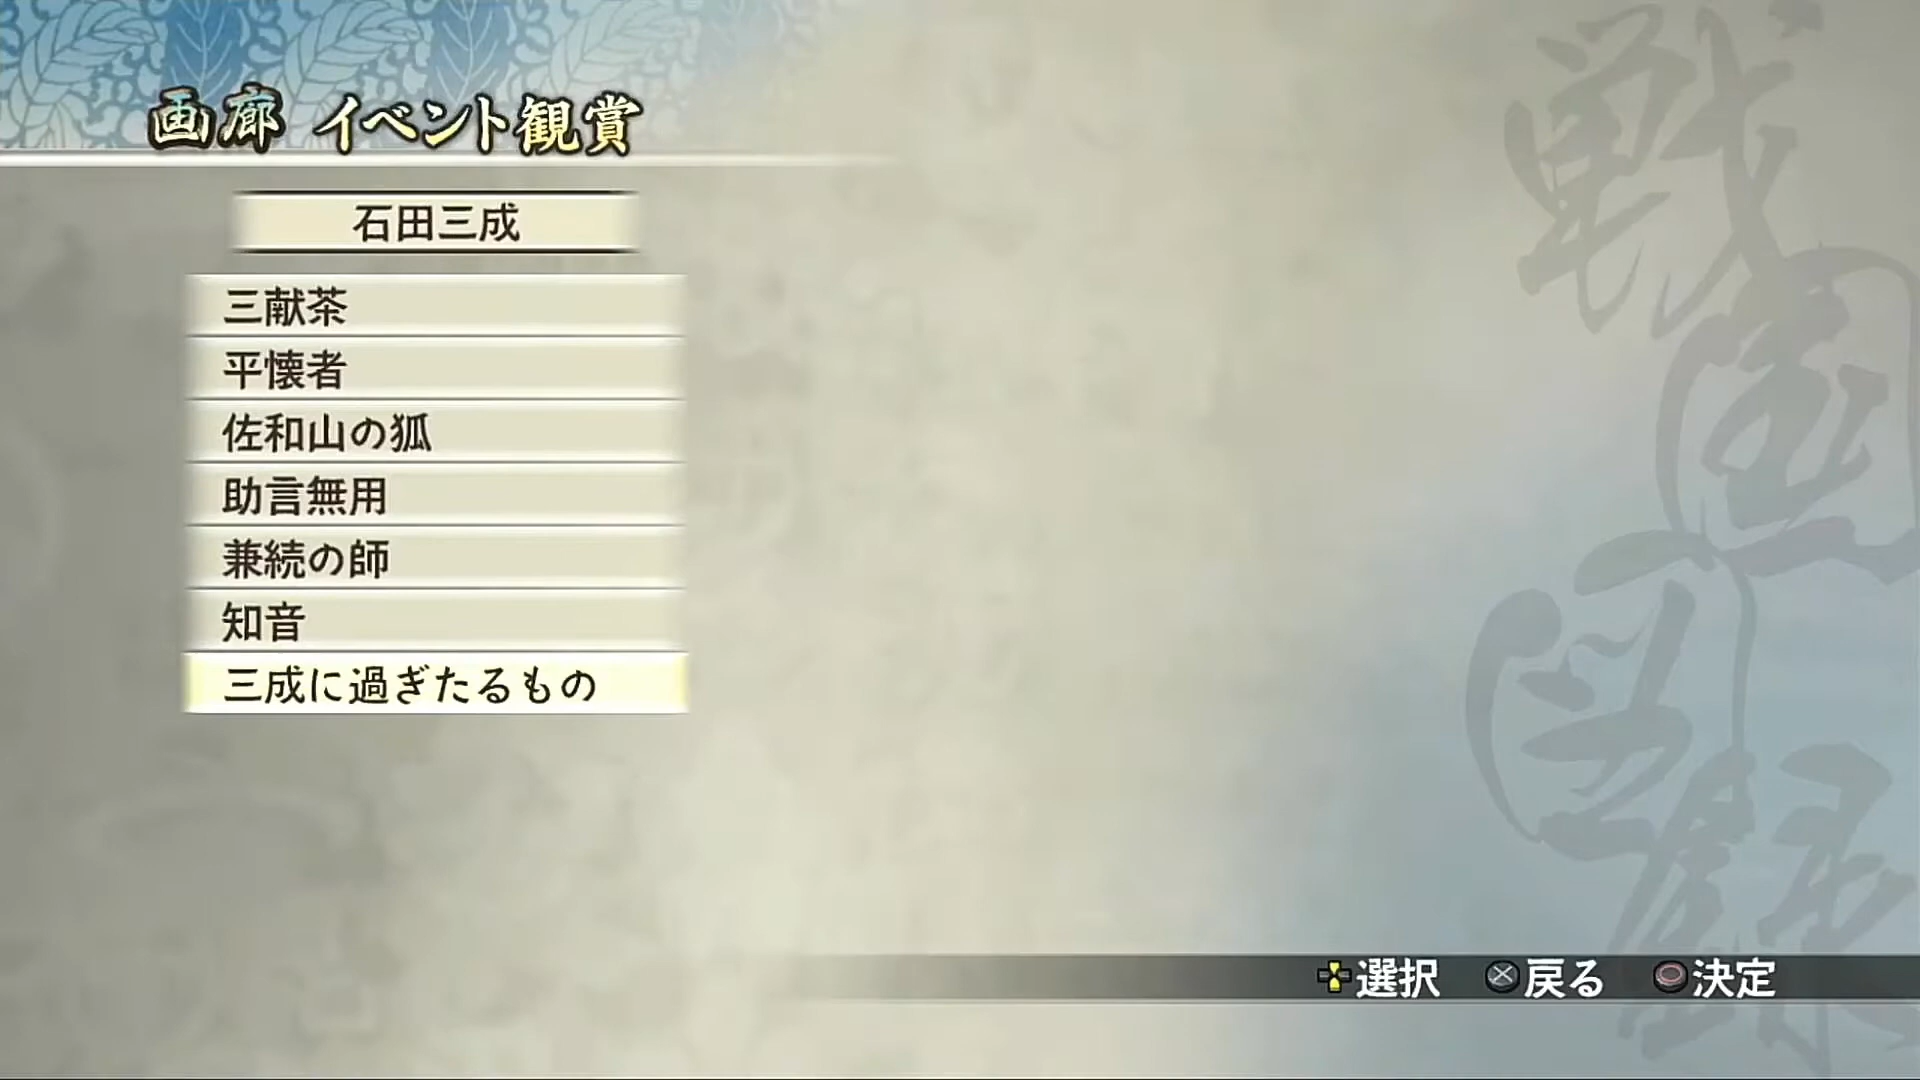 画廊 イベント観賞
石田三成
三献茶
平懐者
佐和山の狐
助言無用
兼続の師
知音
三成に過ぎたるもの
選択 戻る 決定